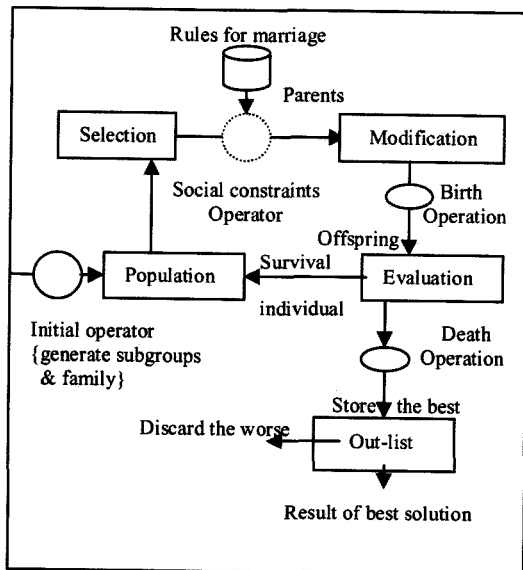 Rules for marriage
Parents
Selection
Modification
Social constraints
Operator
Birth
Operation
Offspring
Population
Survival
individual
Evaluation
Initial operator
{generate subgroups
& family}
Death
Operation
Store the best
Discard the worse
Out-list
Result of best solution